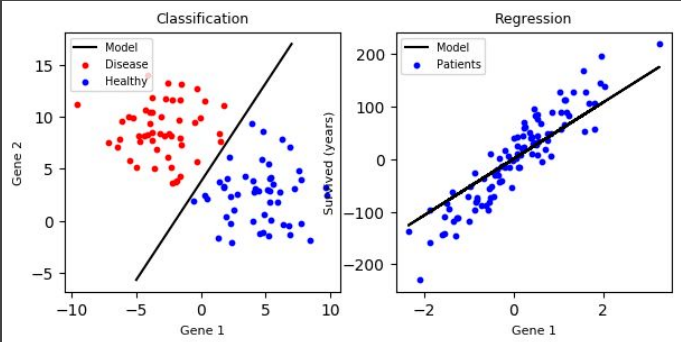 Classification
Model
Disease
Healthy
Gene 2
15
10
5
0
−5
−10
−5
0
5
10
Gene 1
Regression
Model
Patients
Survived (years)
200
100
0
−100
−200
−2
0
2
Gene 1